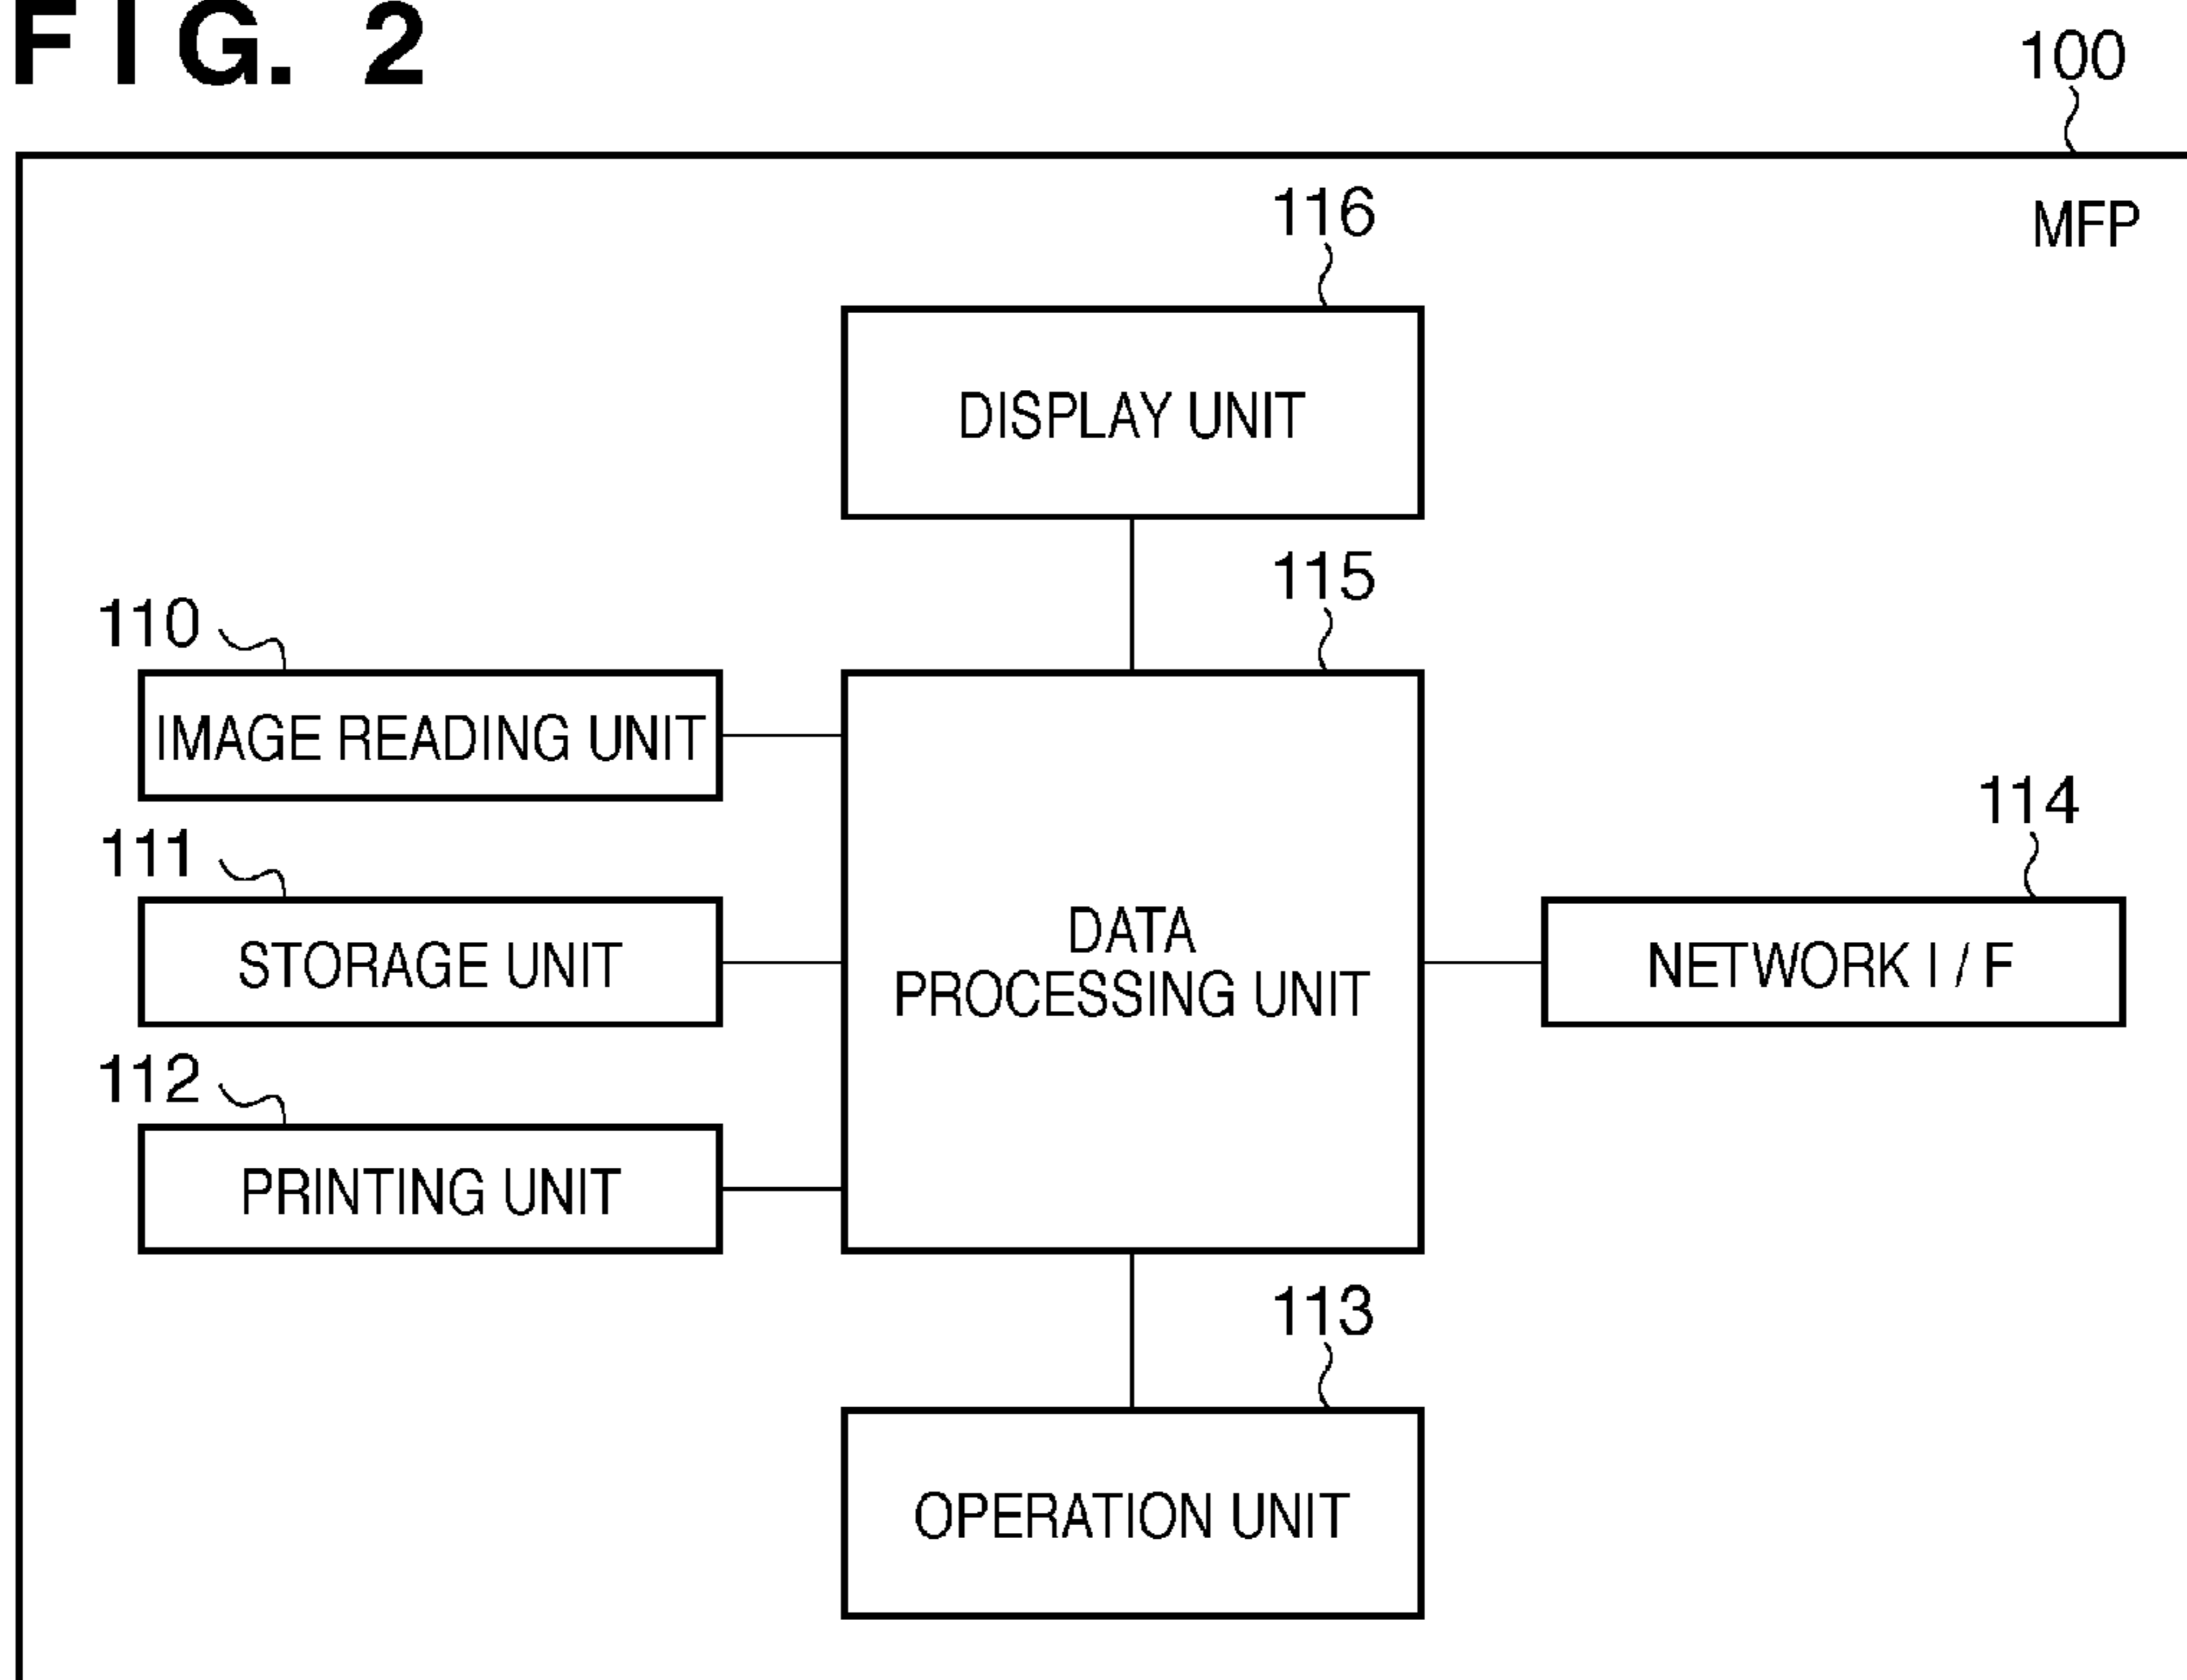 FIG. 2
100
MFP
116
DISPLAY UNIT
115
110
IMAGE READING UNIT
114
111
STORAGE UNIT
DATA
PROCESSING UNIT
NETWORK I / F
112
PRINTING UNIT
113
OPERATION UNIT